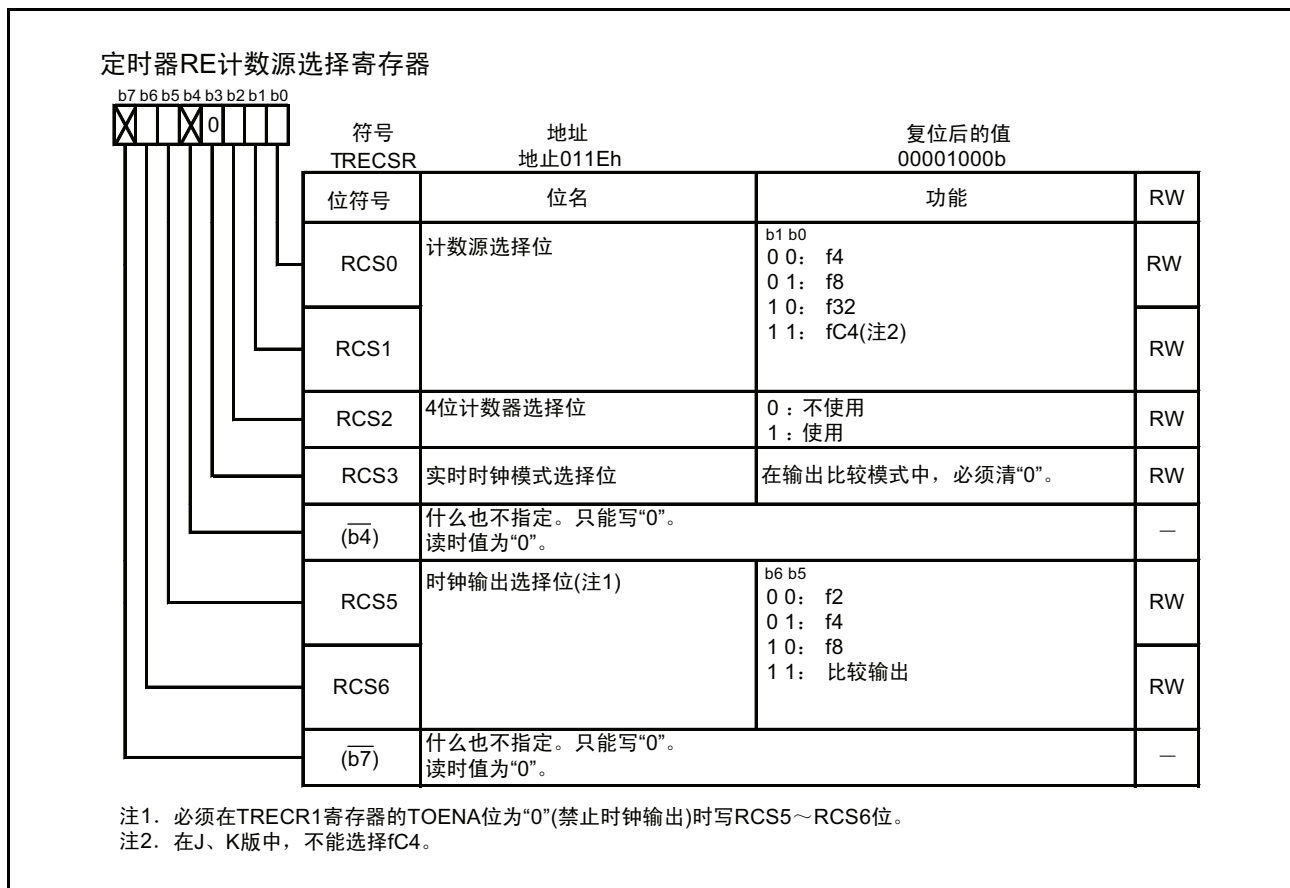 定时器RE计数源选择寄存器
b7 b6 b5 b4 b3 b2 b1 b0
0
符号 地址 复位后的值
TRECSR 地止011Eh 00001000b
位符号 位名 功能 RW
RCS0 计数源选择位 b1 b0
0 0： f4
0 1： f8
1 0： f32
1 1： fC4(注2)
RW
RCS1 RW
RCS2 4位计数器选择位 0：不使用
1：使用
RW
RCS3 实时时钟模式选择位 在输出比较模式中，必须清“0”。 RW
(b4) 什么也不指定。只能写“0”。
读时值为“0”。
—
RCS5 时钟输出选择位(注1) b6 b5
0 0： f2
0 1： f4
1 0： f8
1 1： 比较输出
RW
RCS6 RW
(b7) 什么也不指定。只能写“0”。
读时值为“0”。
—
注1. 必须在TRECR1寄存器的TOENA位为“0”(禁止时钟输出)时写RCS5～RCS6位。
注2. 在J、K版中，不能选择fC4。